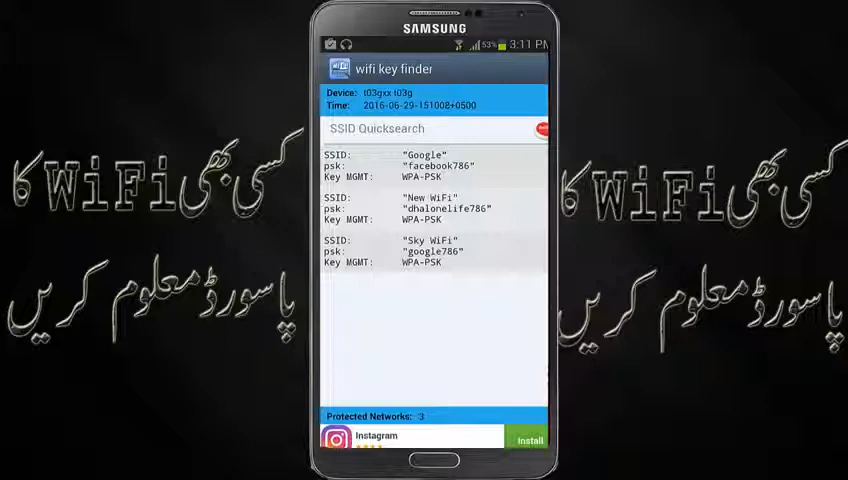 SAMSUNG
53% 3:11 PM
wifi key finder
Device: t03gxx t03g
Time: 2016-06-29-151008+0500
SSID Quicksearch
SSID: "Google"
psk: "facebook786"
Key MGMT: WPA-PSK
SSID: "New WiFi"
psk: "dhalonelife786"
Key MGMT: WPA-PSK
SSID: "Sky WiFi"
psk: "google786"
Key MGMT: WPA-PSK
Protected Networks: 3
Instagram
Install
کسی بھی WiFi کا
پاسورڈ معلوم کریں
کسی بھی WiFi کا
پاسورڈ معلوم کریں